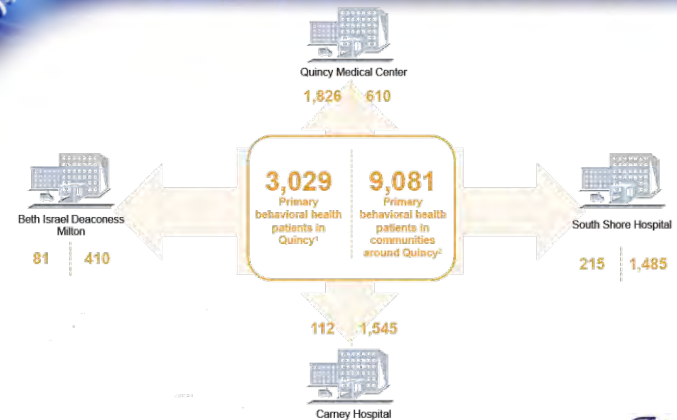 Quincy Medical Center
1,826 610
3,029 9,081
Primary behavioral health patients in Quincy¹
Primary behavioral health patients in communities around Quincy²
Beth Israel Deaconess
Milton
81 410
South Shore Hospital
215 1,485
112 1,545
Carney Hospital